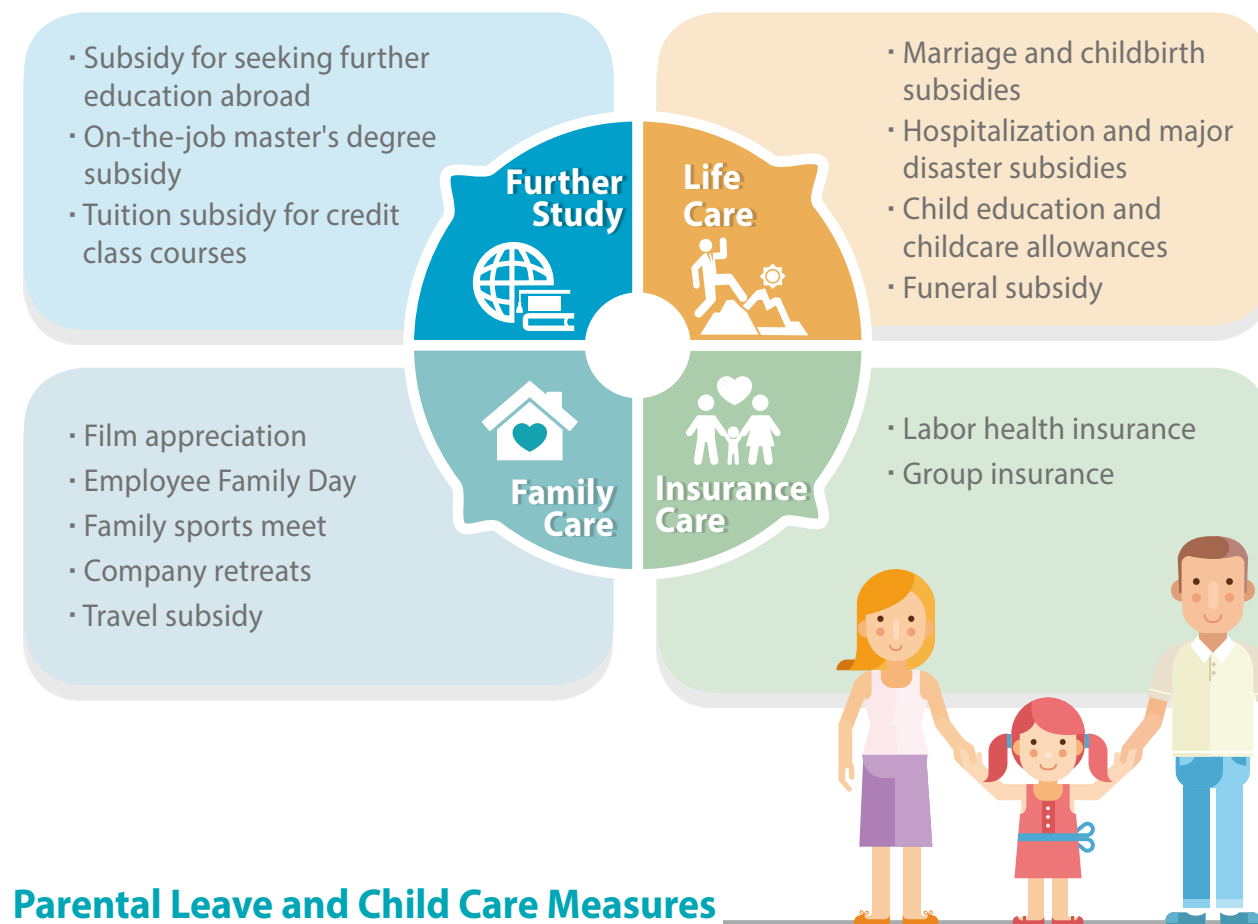 · Subsidy for seeking further
education abroad
· On-the-job master's degree
subsidy
· Tuition subsidy for credit
class courses
Further
Study
Life
Care
· Marriage and childbirth
subsidies
· Hospitalization and major
disaster subsidies
· Child education and
childcare allowances
· Funeral subsidy
· Film appreciation
· Employee Family Day
· Family sports meet
· Company retreats
· Travel subsidy
Family
Care
Insurance
Care
· Labor health insurance
· Group insurance
Parental Leave and Child Care Measures